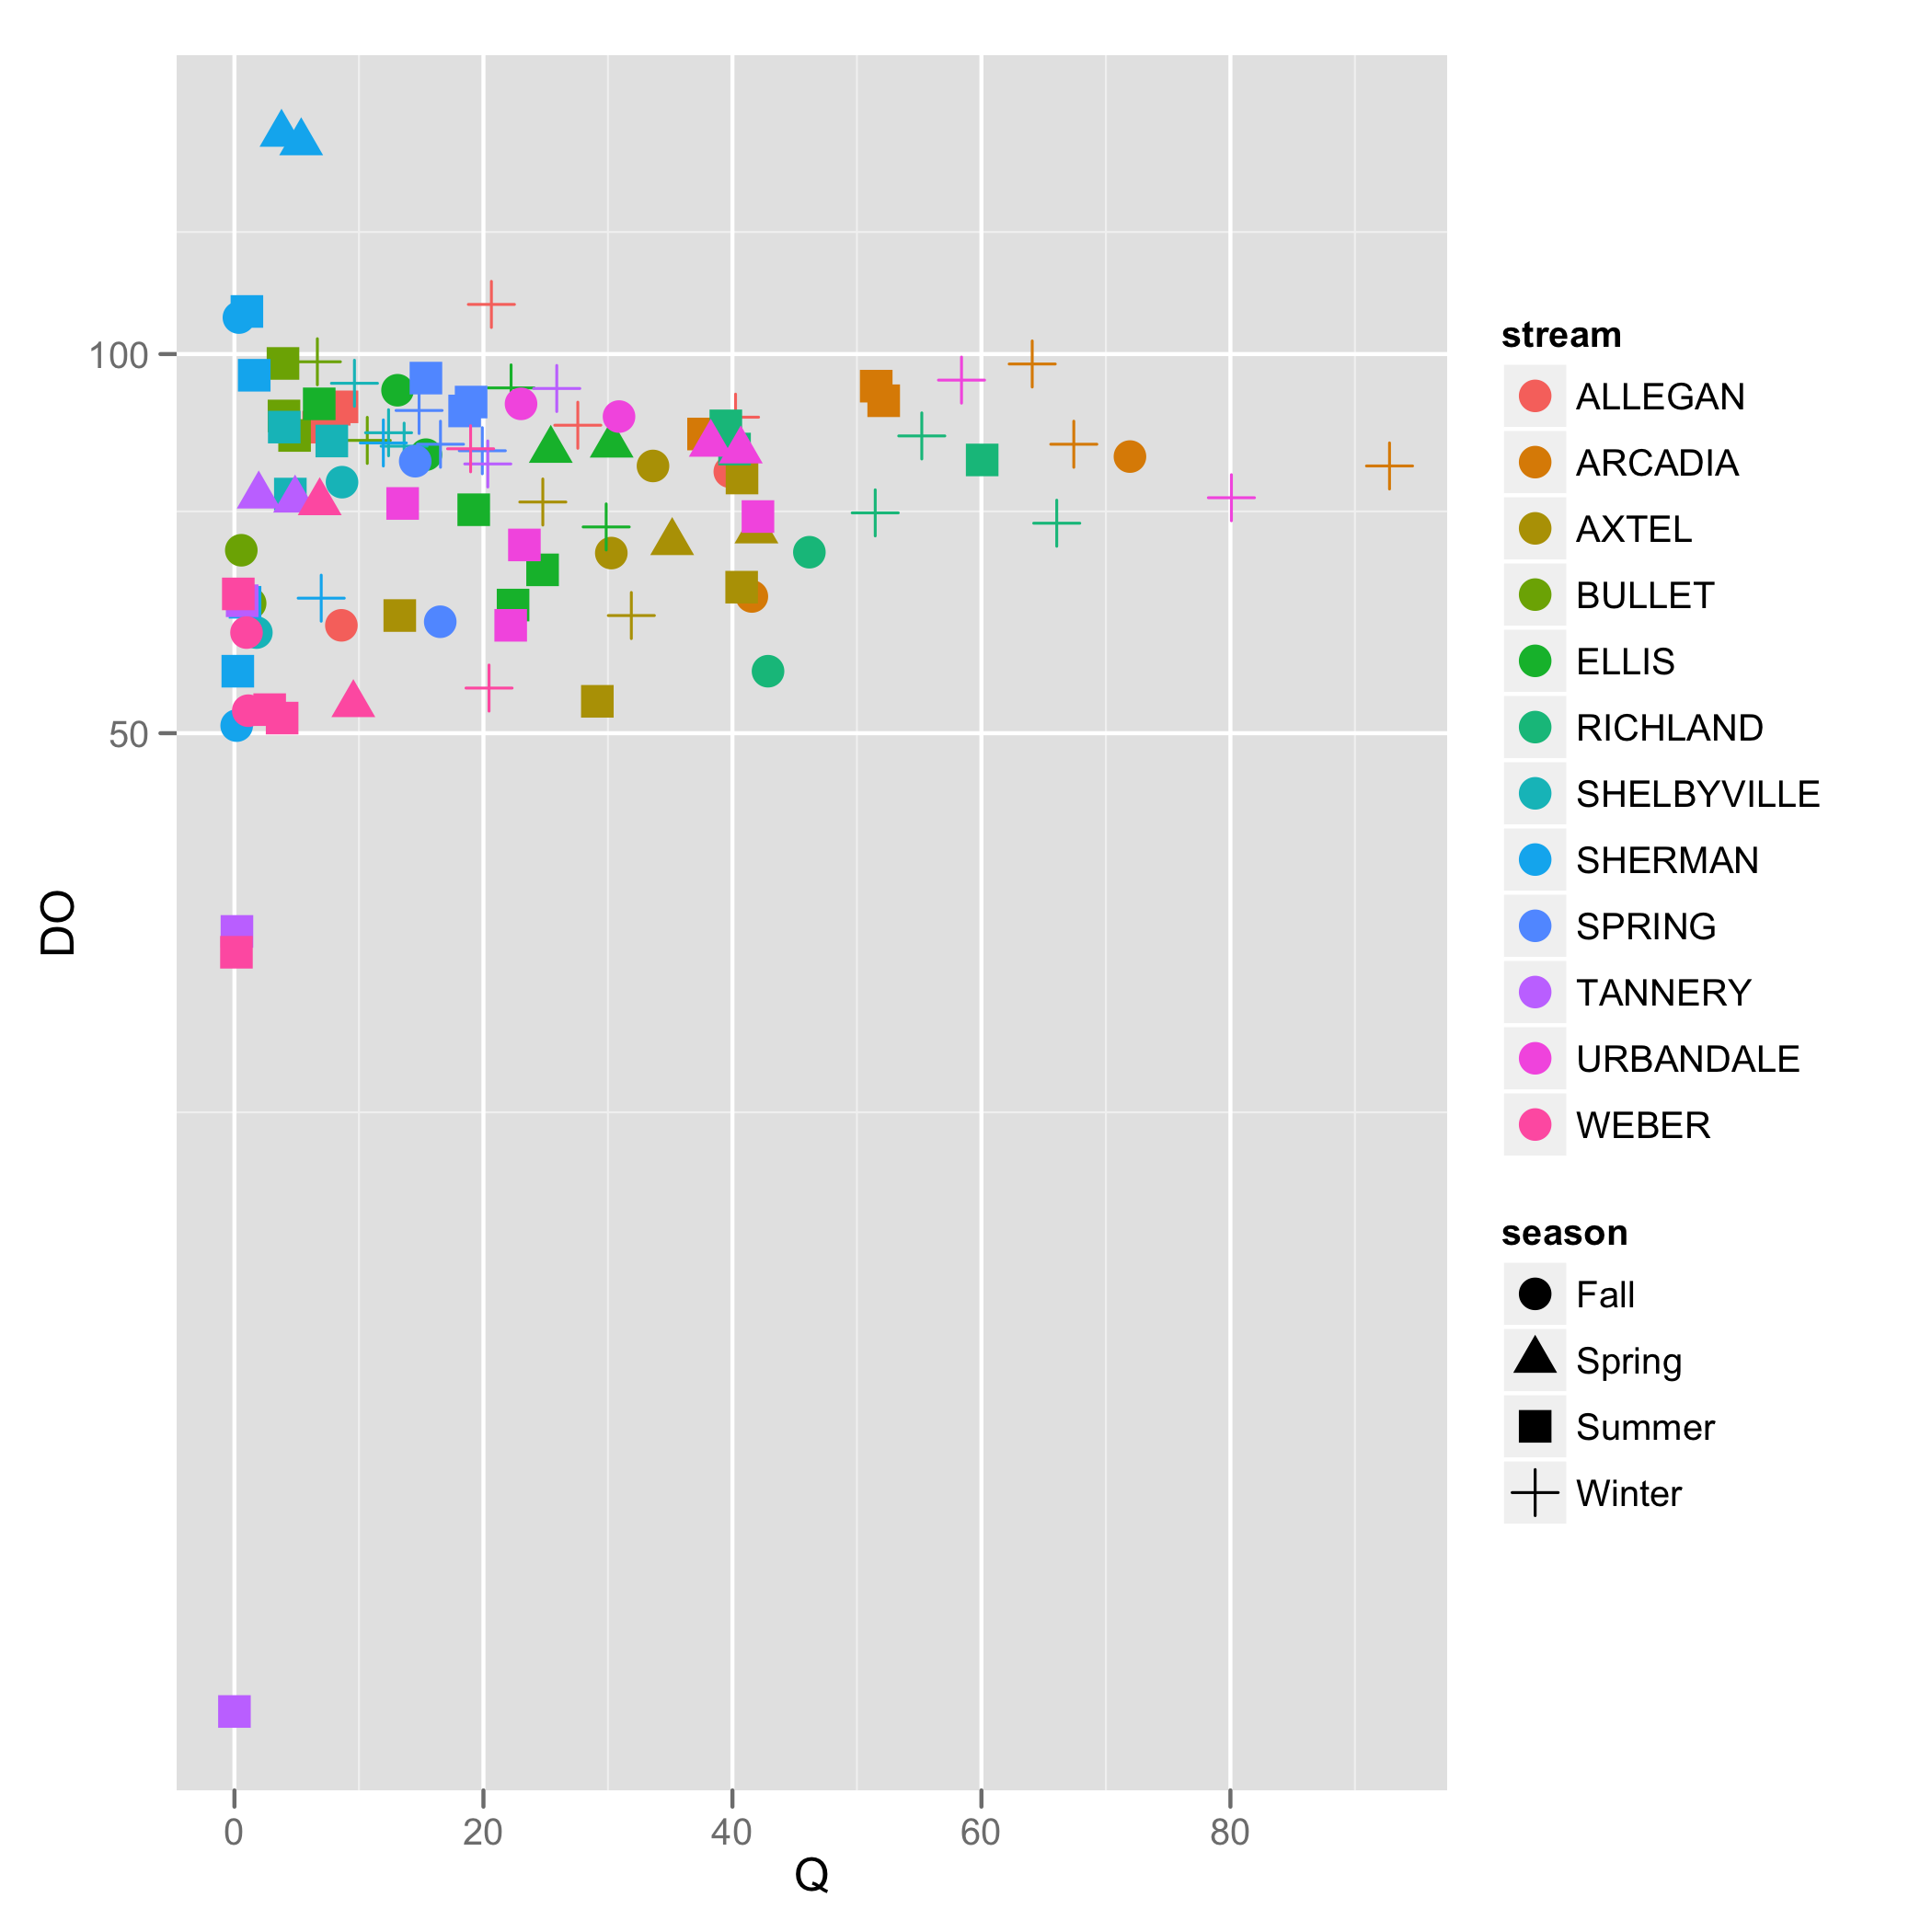 100
50
DO
0 20 40 60 80
Q
stream
ALLEGAN
ARCADIA
AXTEL
BULLET
ELLIS
RICHLAND
SHELBYVILLE
SHERMAN
SPRING
TANNERY
URBANDALE
WEBER
season
Fall
Spring
Summer
Winter